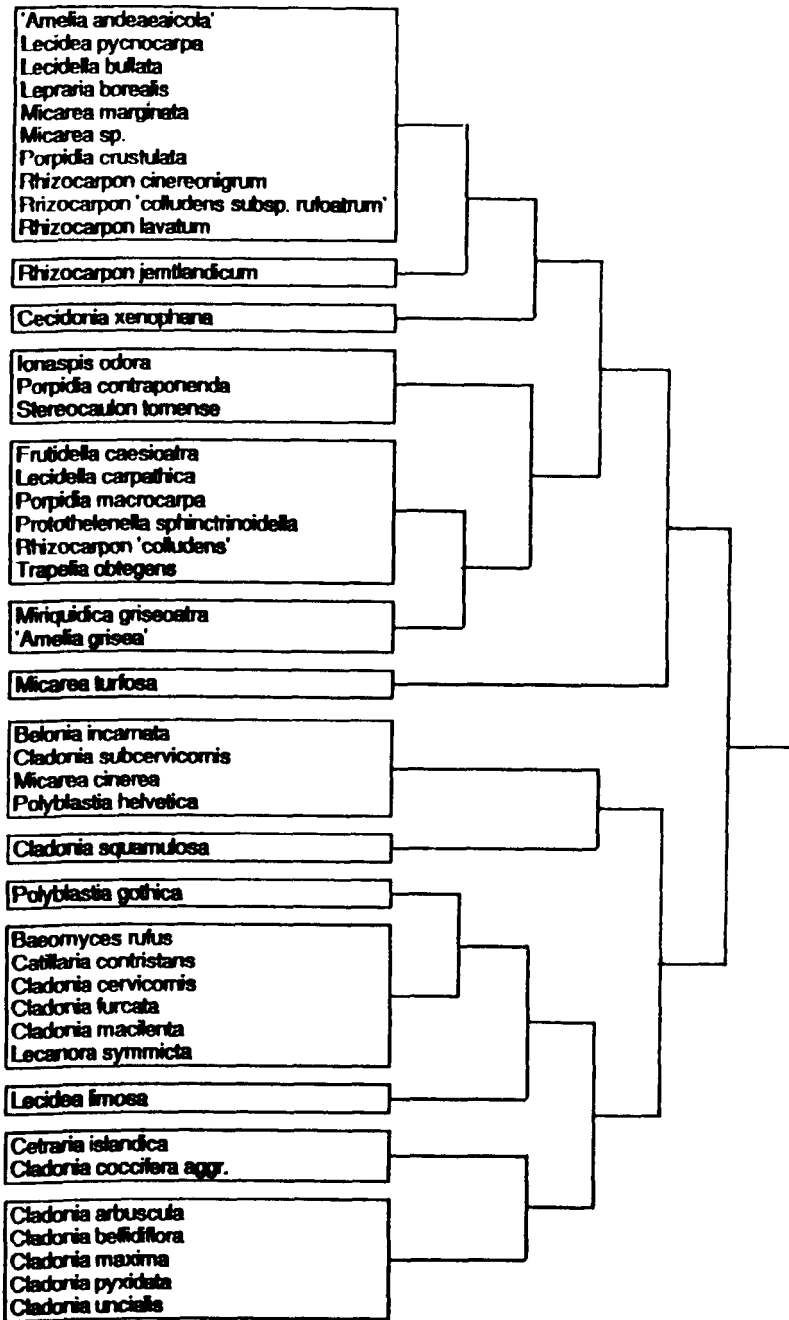 'Amelia andeaeaicola'
Lecidea pycnocarpa
Lecidella bullata
Lepraria borealis
Micarea marginata
Micarea sp.
Porpidia crustulata
Rhizocarpon cinereonigrum
Rrizocarpon 'colludens subsp. rufoatrum'
Rhizocarpon lavatum
Rhizocarpon jemtlandicum
Cecidonia xenophana
Ionaspis odora
Porpidia contraponenda
Stereocaulon tornense
Frutidella caesioatra
Lecidella carpathica
Porpidia macrocarpa
Protothelenella sphinctrinoidella
Rhizocarpon 'colludens'
Trapelia obtegens
Miriquidica griseoatra
'Amelia grisea'
Micarea turfosa
Belonia incarnata
Cladonia subcervicornis
Micarea cinerea
Polyblastia helvetica
Cladonia squamulosa
Polyblastia gothica
Baeomyces rufus
Catillaria contristans
Cladonia cervicornis
Cladonia furcata
Cladonia macilenta
Lecanora symmicta
Lecidea limosa
Cetraria islandica
Cladonia coccifera aggr.
Cladonia arbuscula
Cladonia bellidiflora
Cladonia maxima
Cladonia pyxidata
Cladonia uncialis